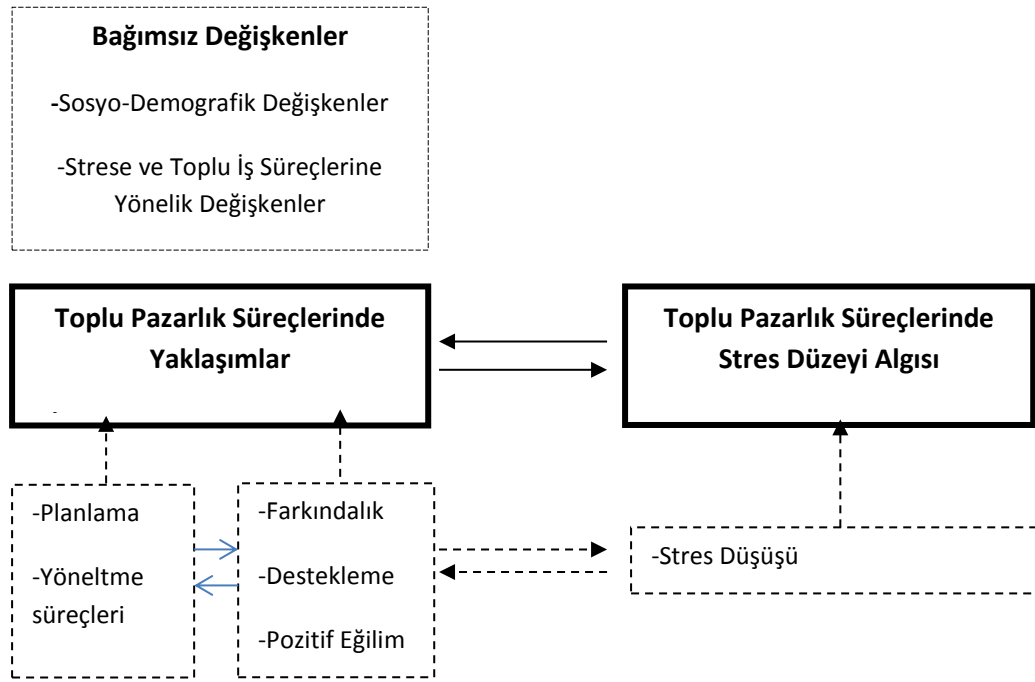 Bağımsız Değişkenler
-Sosyo-Demografik Değişkenler
-Strese ve Toplu İş Süreçlerine
Yönelik Değişkenler
Toplu Pazarlık Süreçlerinde
Yaklaşımlar
Toplu Pazarlık Süreçlerinde
Stres Düzeyi Algısı
-Planlama
-Yöneltme
süreçleri
-Farkındalık
-Destekleme
-Pozitif Eğilim
-Stres Düşüşü